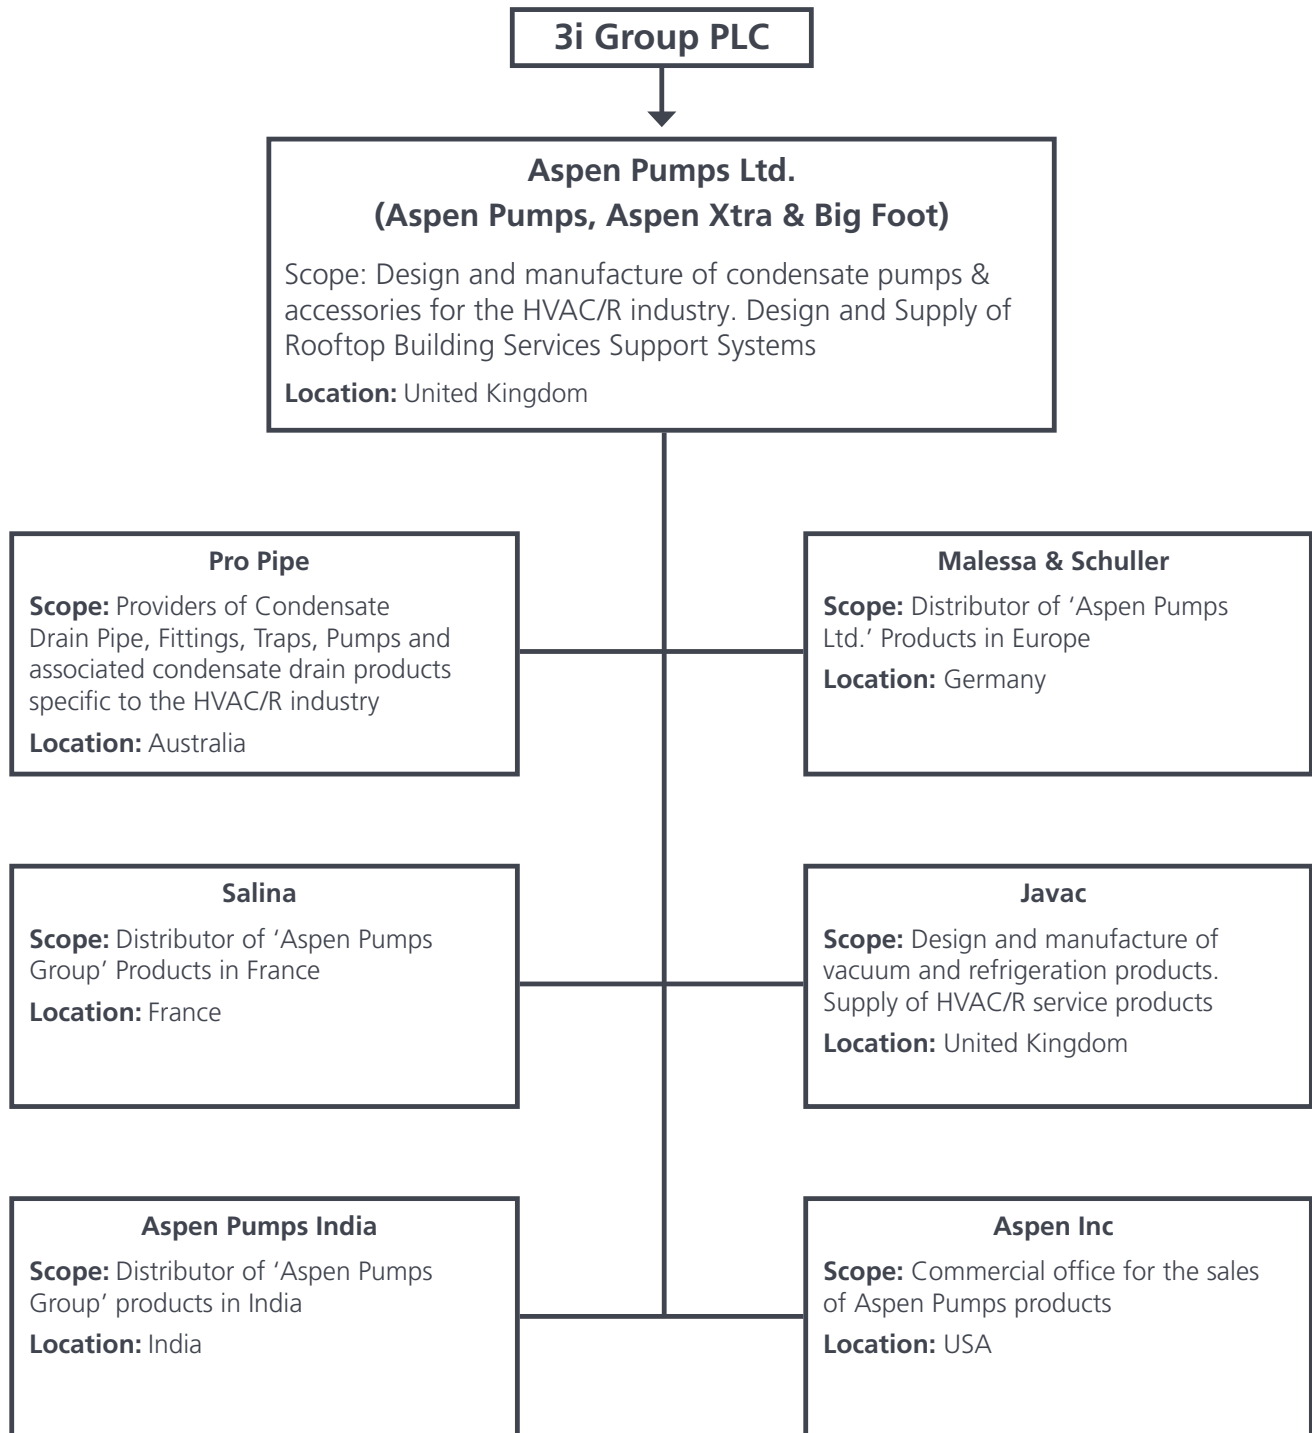 3i Group PLC
Aspen Pumps Ltd.
(Aspen Pumps, Aspen Xtra & Big Foot)
Scope: Design and manufacture of condensate pumps &
accessories for the HVAC/R industry. Design and Supply of
Rooftop Building Services Support Systems
Location: United Kingdom
Pro Pipe
Scope: Providers of Condensate
Drain Pipe, Fittings, Traps, Pumps and
associated condensate drain products
specific to the HVAC/R industry
Location: Australia
Malessa & Schuller
Scope: Distributor of ‘Aspen Pumps
Ltd.’ Products in Europe
Location: Germany
Salina
Scope: Distributor of ‘Aspen Pumps
Group’ Products in France
Location: France
Javac
Scope: Design and manufacture of
vacuum and refrigeration products.
Supply of HVAC/R service products
Location: United Kingdom
Aspen Pumps India
Scope: Distributor of ‘Aspen Pumps
Group’ products in India
Location: India
Aspen Inc
Scope: Commercial office for the sales
of Aspen Pumps products
Location: USA